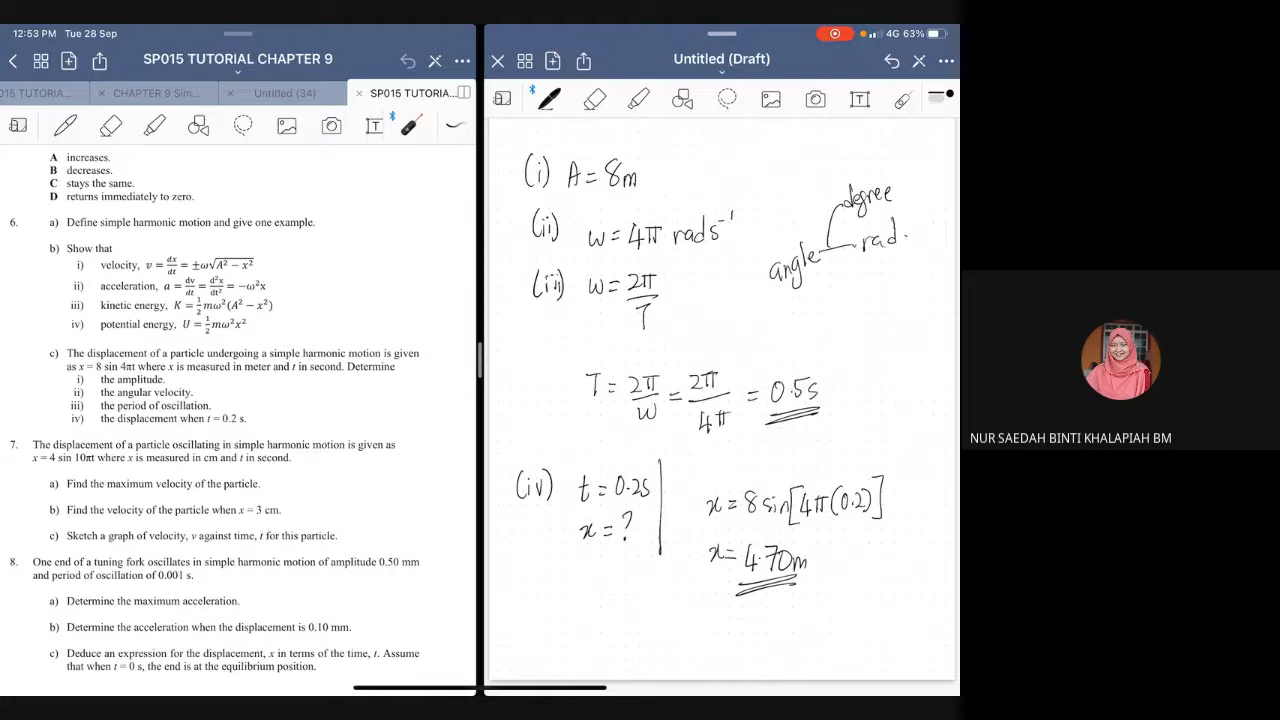 12:53 PM Tue 28 Sep
SP015 TUTORIAL CHAPTER 9
015 TUTORIA...
CHAPTER 9 Sim...
Untitled (34)
SP015 TUTORIA...
A increases.
B decreases.
C stays the same.
D returns immediately to zero.
6. a) Define simple harmonic motion and give one example.
b) Show that
i) velocity, v = dx/dt = ±ω√(A² − x²)
ii) acceleration, a = dv/dt = d²x/dt² = −ω²x
iii) kinetic energy, K = 1/2 mω²(A² − x²)
iv) potential energy, U = 1/2 mω²x²
c) The displacement of a particle undergoing a simple harmonic motion is given
as x = 8 sin 4πt where x is measured in meter and t in second. Determine
i) the amplitude.
ii) the angular velocity.
iii) the period of oscillation.
iv) the displacement when t = 0.2 s.
7. The displacement of a particle oscillating in simple harmonic motion is given as
x = 4 sin 10πt where x is measured in cm and t in second.
a) Find the maximum velocity of the particle.
b) Find the velocity of the particle when x = 3 cm.
c) Sketch a graph of velocity, v against time, t for this particle.
8. One end of a tuning fork oscillates in simple harmonic motion of amplitude 0.50 mm
and period of oscillation of 0.001 s.
a) Determine the maximum acceleration.
b) Determine the acceleration when the displacement is 0.10 mm.
c) Deduce an expression for the displacement, x in terms of the time, t. Assume
that when t = 0 s, the end is at the equilibrium position.
4G 63%
Untitled (Draft)
(i) A = 8m
(ii) ω = 4π rad s⁻¹
degree
angle rad.
(iii) ω = 2π/T
T = 2π/ω = 2π/4π = 0.5s
(iv) t = 0.2s
x = ?
x = 8 sin[4π(0.2)]
x = 4.70m
NUR SAEDAH BINTI KHALAPIAH BM